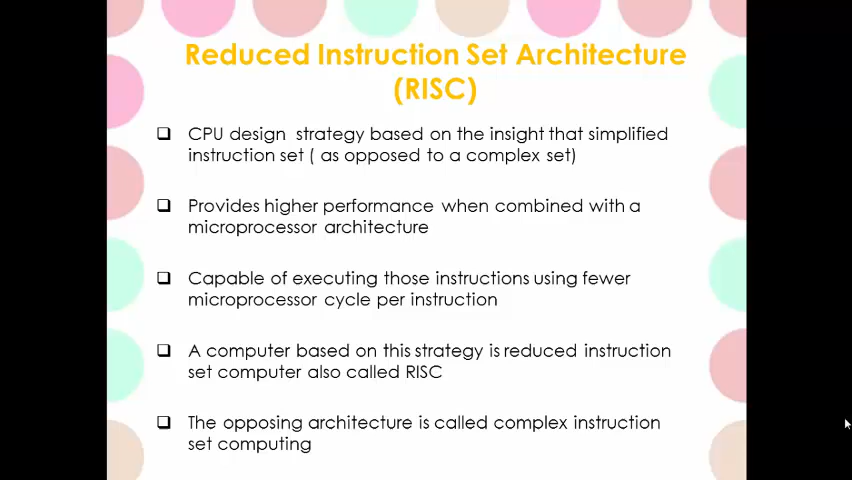 Reduced Instruction Set Architecture
(RISC)
CPU design strategy based on the insight that simplified
instruction set ( as opposed to a complex set)
Provides higher performance when combined with a
microprocessor architecture
Capable of executing those instructions using fewer
microprocessor cycle per instruction
A computer based on this strategy is reduced instruction
set computer also called RISC
The opposing architecture is called complex instruction
set computing